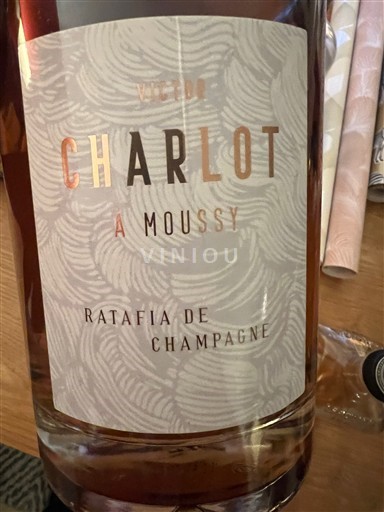 VICTOR
CHARLOT
A MOUSSY
VINIOU
RATAFIA DE
CHAMPAGNE